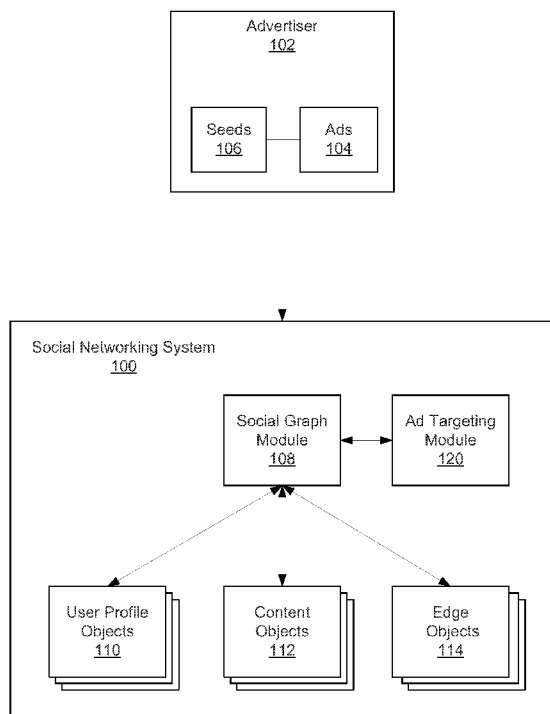 Advertiser
102
Seeds
106
Ads
104
Social Networking System
100
Social Graph
Module
108
Ad Targeting
Module
120
User Profile
Objects
110
Content
Objects
112
Edge
Objects
114